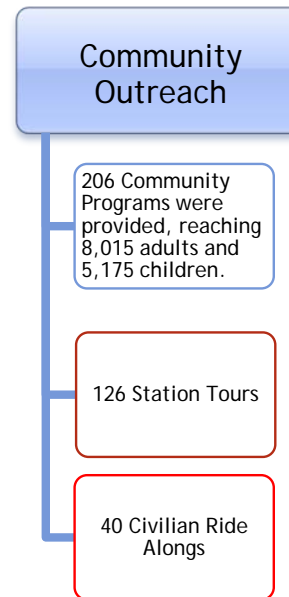 Community
Outreach
206 Community
Programs were
provided, reaching
8,015 adults and
5,175 children.
126 Station Tours
40 Civilian Ride
Alongs